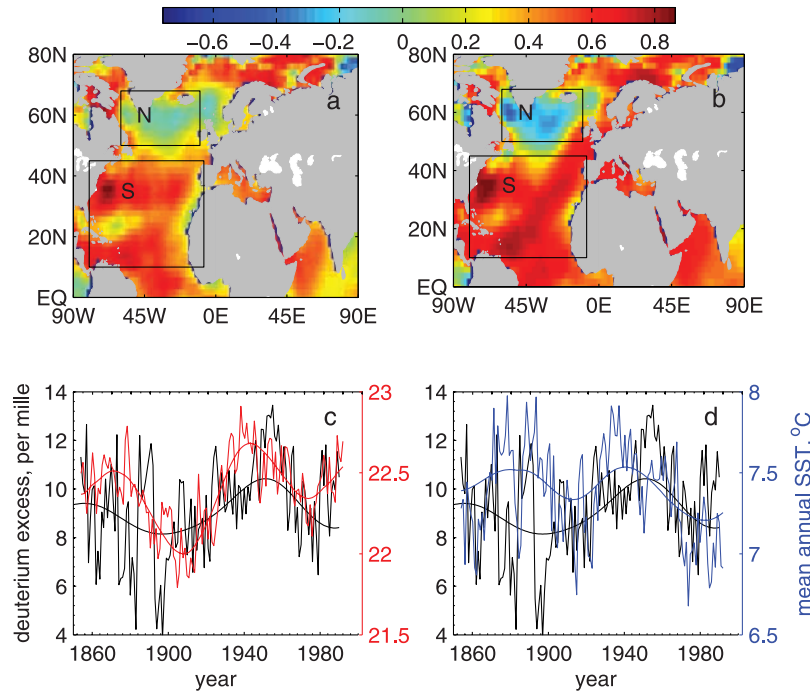 −0.6 −0.4 −0.2 0 0.2 0.4 0.6 0.8
80N 60N 40N 20N EQ
N S a
90W 45W 0E 45E 90E
80N 60N 40N 20N EQ
N S b
90W 45W 0E 45E 90E
deuterium excess, per mille
14 12 10 8 6 4
c
23 22.5 22 21.5
1860 1900 1940 1980
year
14 12 10 8 6 4
d
8 7.5 7 6.5
mean annual SST, °C
1860 1900 1940 1980
year